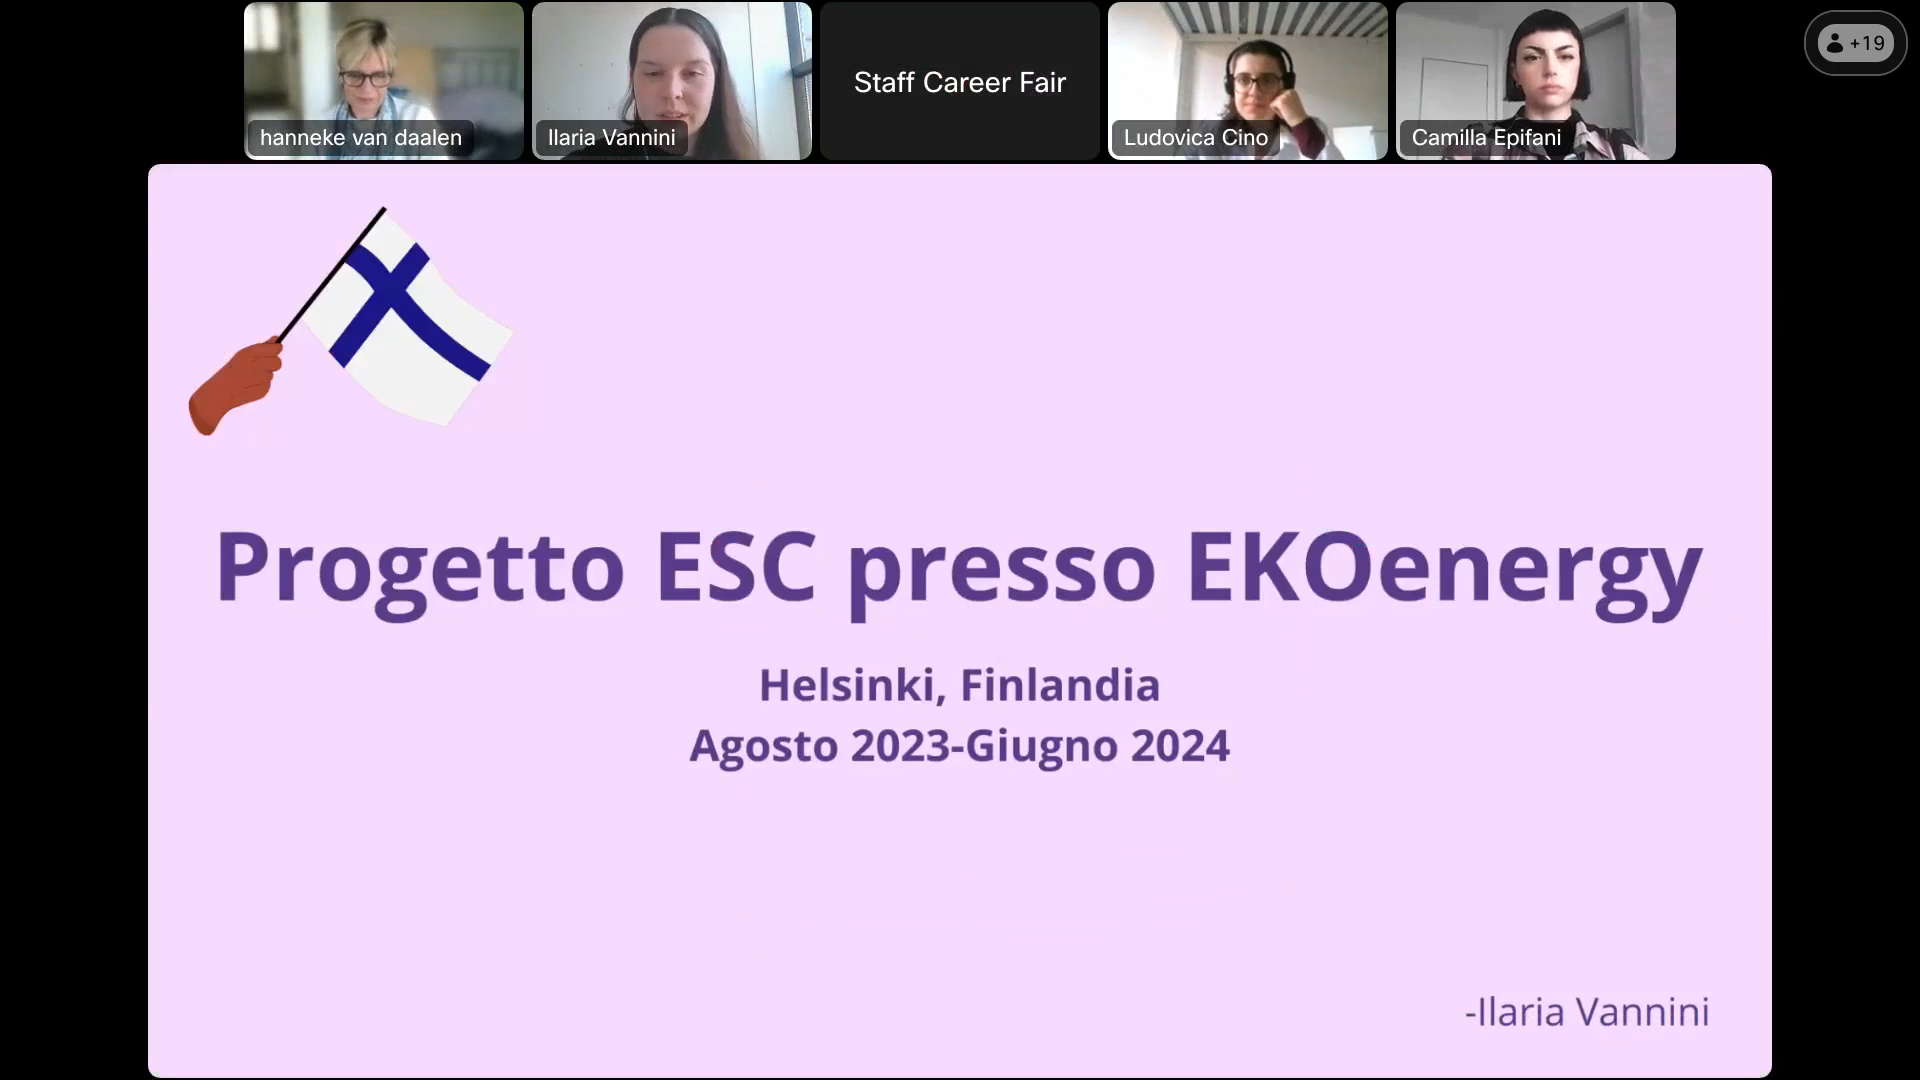 hanneke van daalen
Ilaria Vannini
Staff Career Fair
Ludovica Cino
Camilla Epifani
+19
Progetto ESC presso EKOenergy
Helsinki, Finlandia
Agosto 2023-Giugno 2024
-Ilaria Vannini